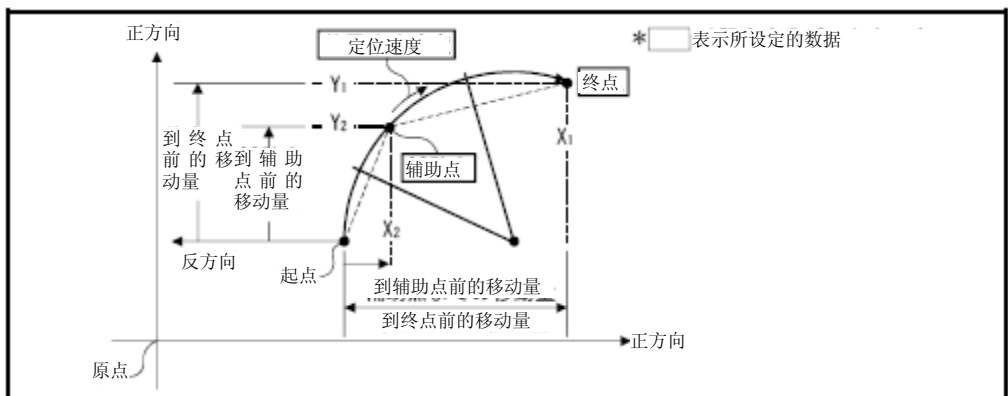 正方向
定位速度
* 表示所设定的数据
Y1
终点
Y2
X1
到终点
前的移
动量
到辅助
点前的
移动量
辅助点
X2
反方向
起点
到辅助点前的移动量
到终点前的移动量
正方向
原点